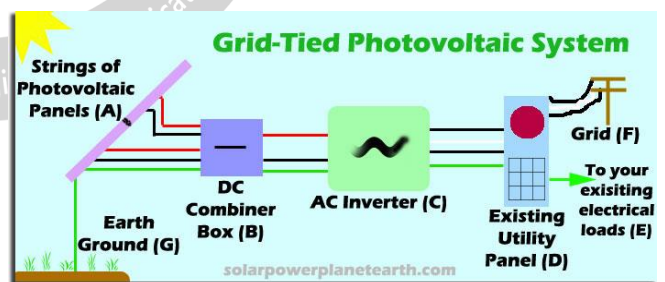 Grid-Tied Photovoltaic System
Strings of
Photovoltaic
Panels (A)
Grid (F)
DC
Combiner
Box (B)
AC Inverter (C)
Existing
Utility
Panel (D)
To your
exisiting
electrical
loads (E)
Earth
Ground (G)
solarpowerplanetearth.com